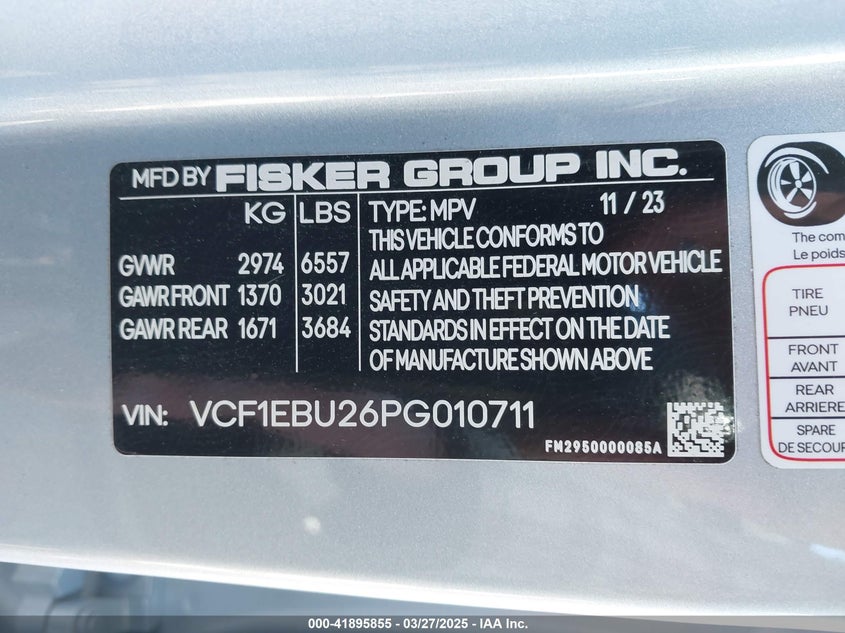 MFD BY FISKER GROUP INC.
KG LBS TYPE: MPV 11 / 23
THIS VEHICLE CONFORMS TO
GVWR 2974 6557 ALL APPLICABLE FEDERAL MOTOR VEHICLE
GAWR FRONT 1370 3021 SAFETY AND THEFT PREVENTION
GAWR REAR 1671 3684 STANDARDS IN EFFECT ON THE DATE
OF MANUFACTURE SHOWN ABOVE
VIN: VCF1EBU26PG010711
FM2950000085A
The com
Le poids
TIRE
PNEU
FRONT
AVANT
REAR
ARRIERE
SPARE
DE SECOUR
000-41895855 | 03/27/2025 | IAA Inc.